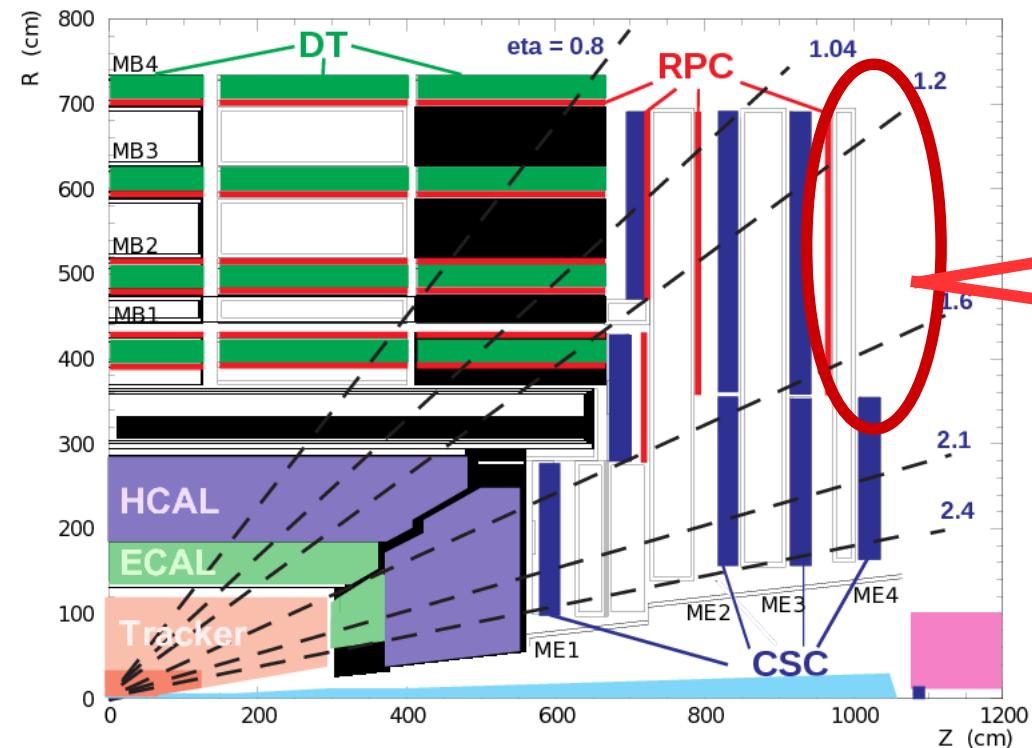 800
R (cm)
700
600
500
400
300
200
100
0
0
200
400
600
800
1000
1200
Z (cm)
DT
eta = 0.8
1.04
1.2
RPC
MB4
MB3
MB2
MB1
1.6
2.1
2.4
HCAL
ECAL
Tracker
ME1
ME2
ME3
ME4
CSC